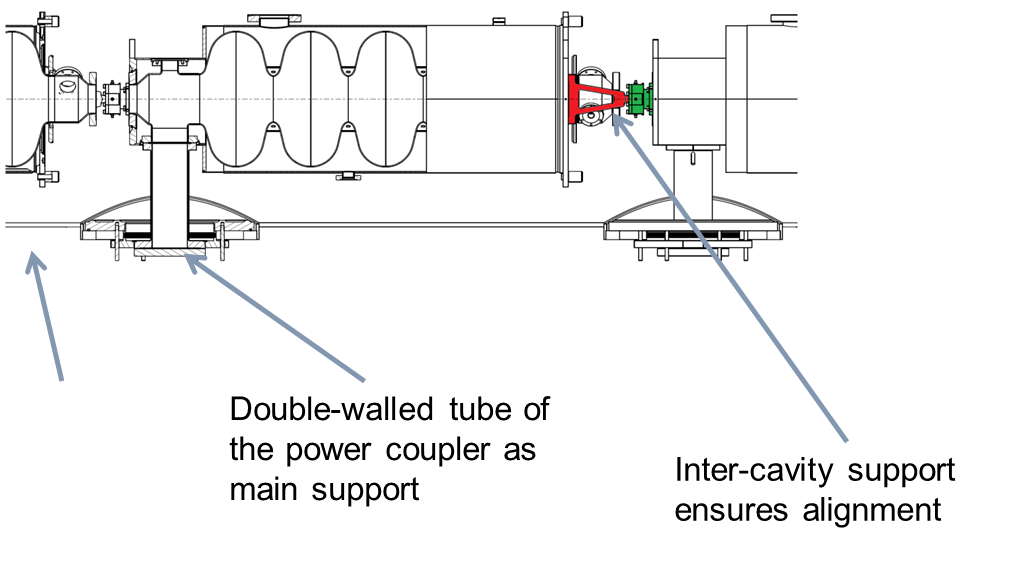 Double-walled tube of
the power coupler as
main support
Inter-cavity support
ensures alignment